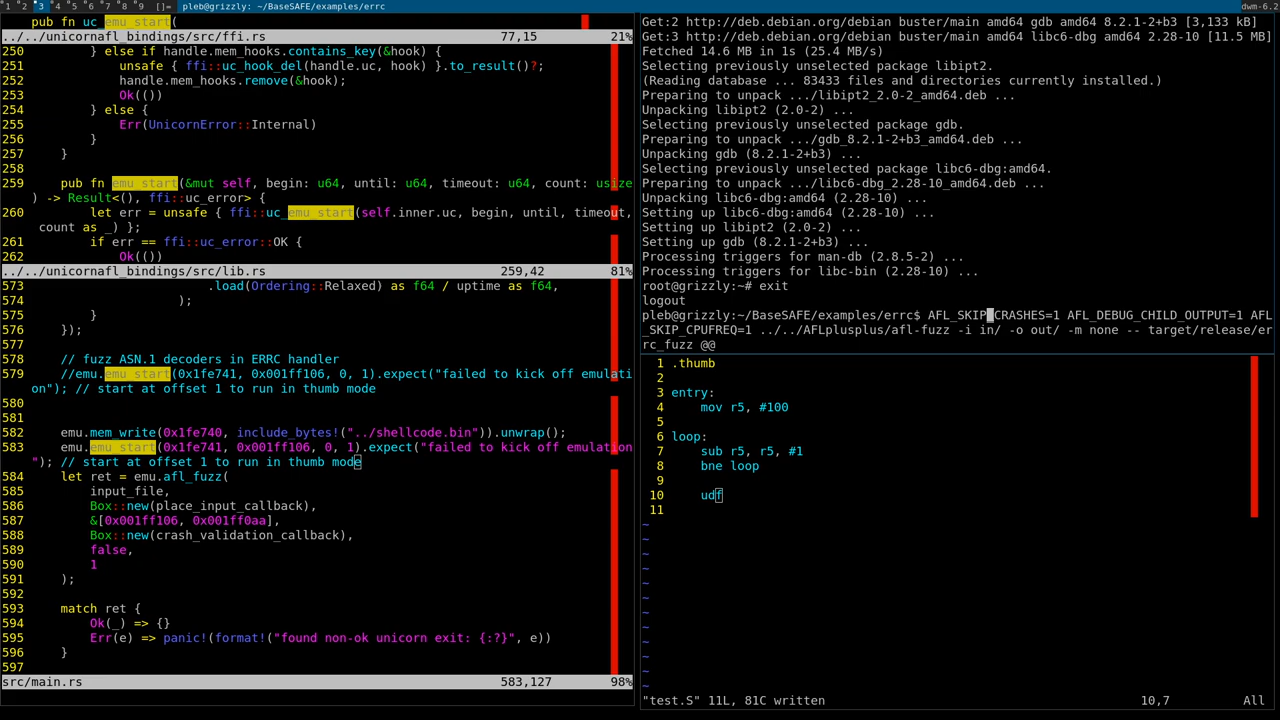 1 2 3 4 5 6 7 8 9 []= pleb@grizzly: ~/BaseSAFE/examples/errc dwm-6.2
pub fn uc_emu_start(
../../unicornafl_bindings/src/ffi.rs 77,15 21%
250 } else if handle.mem_hooks.contains_key(&hook) {
251 unsafe { ffi::uc_hook_del(handle.uc, hook) }.to_result()?;
252 handle.mem_hooks.remove(&hook);
253 Ok(())
254 } else {
255 Err(UnicornError::Internal)
256 }
257 }
258
259 pub fn emu_start(&mut self, begin: u64, until: u64, timeout: u64, count: usize
) -> Result<(), ffi::uc_error> {
260 let err = unsafe { ffi::uc_emu_start(self.inner.uc, begin, until, timeout,
count as _) };
261 if err == ffi::uc_error::OK {
262 Ok(())
../../unicornafl_bindings/src/lib.rs 259,42 81%
573 .load(Ordering::Relaxed) as f64 / uptime as f64,
574 );
575 }
576 });
577
578 // fuzz ASN.1 decoders in ERRC handler
579 //emu.emu_start(0x1fe741, 0x001ff106, 0, 1).expect("failed to kick off emulati
on"); // start at offset 1 to run in thumb mode
580
581
582 emu.mem_write(0x1fe740, include_bytes!("../shellcode.bin")).unwrap();
583 emu.emu_start(0x1fe741, 0x001ff106, 0, 1).expect("failed to kick off emulation
"); // start at offset 1 to run in thumb mode
584 let ret = emu.afl_fuzz(
585 input_file,
586 Box::new(place_input_callback),
587 &[0x001ff106, 0x001ff0aa],
588 Box::new(crash_validation_callback),
589 false,
590 1
591 );
592
593 match ret {
594 Ok(_) => {}
595 Err(e) => panic!(format!("found non-ok unicorn exit: {:?}", e))
596 }
597
src/main.rs 583,127 98%
Get:2 http://deb.debian.org/debian buster/main amd64 gdb amd64 8.2.1-2+b3 [3,133 kB]
Get:3 http://deb.debian.org/debian buster/main amd64 libc6-dbg amd64 2.28-10 [11.5 MB]
Fetched 14.6 MB in 1s (25.4 MB/s)
Selecting previously unselected package libipt2.
(Reading database ... 83433 files and directories currently installed.)
Preparing to unpack .../libipt2_2.0-2_amd64.deb ...
Unpacking libipt2 (2.0-2) ...
Selecting previously unselected package gdb.
Preparing to unpack .../gdb_8.2.1-2+b3_amd64.deb ...
Unpacking gdb (8.2.1-2+b3) ...
Selecting previously unselected package libc6-dbg:amd64.
Preparing to unpack .../libc6-dbg_2.28-10_amd64.deb ...
Unpacking libc6-dbg:amd64 (2.28-10) ...
Setting up libc6-dbg:amd64 (2.28-10) ...
Setting up libipt2 (2.0-2) ...
Setting up gdb (8.2.1-2+b3) ...
Processing triggers for man-db (2.8.5-2) ...
Processing triggers for libc-bin (2.28-10) ...
root@grizzly:~# exit
logout
pleb@grizzly:~/BaseSAFE/examples/errc$ AFL_SKIP_CRASHES=1 AFL_DEBUG_CHILD_OUTPUT=1 AFL
_SKIP_CPUFREQ=1 ../../AFLplusplus/afl-fuzz -i in/ -o out/ -m none -- target/release/er
rc_fuzz @@
1 .thumb
2
3 entry:
4 mov r5, #100
5
6 loop:
7 sub r5, r5, #1
8 bne loop
9
10 udf
11
~
~
~
~
~
~
~
~
~
~
~
~
"test.S" 11L, 81C written 10,7 All